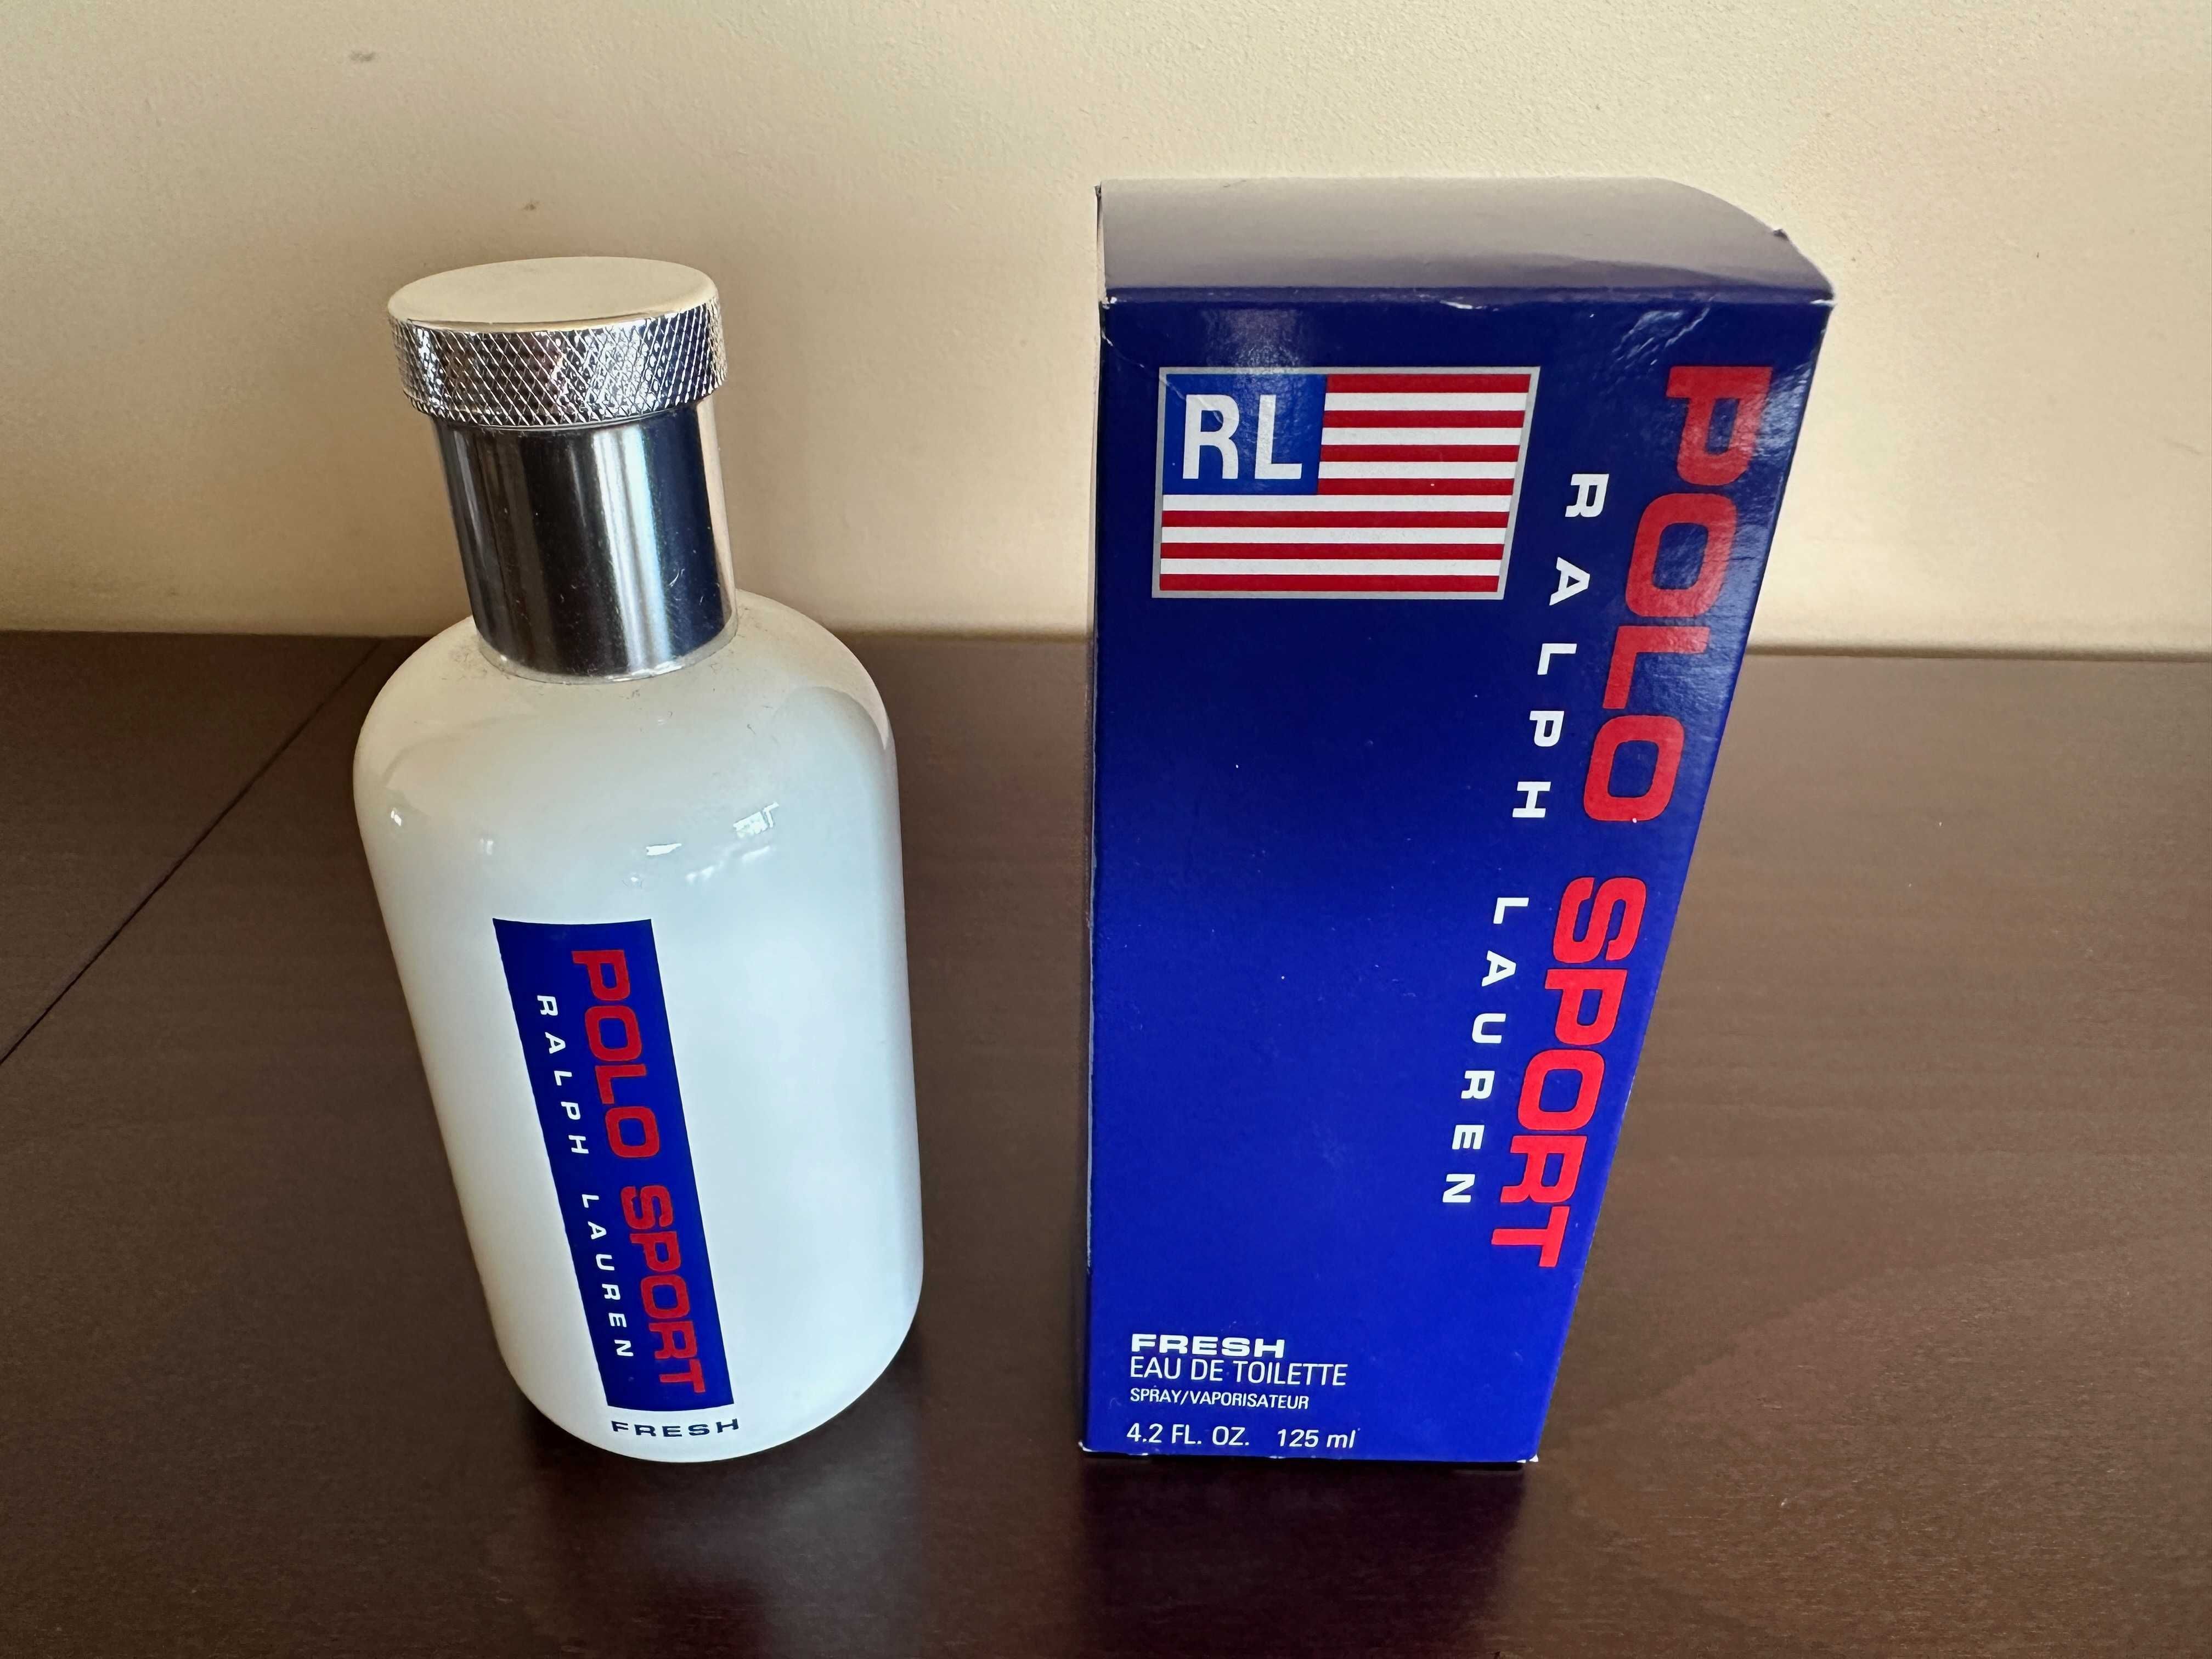 POLO SPORT
RALPH LAUREN
FRESH
RL
POLO SPORT
RALPH LAUREN
FRESH
EAU DE TOILETTE
SPRAY/VAPORISATEUR
4.2 FL. OZ. 125 ml